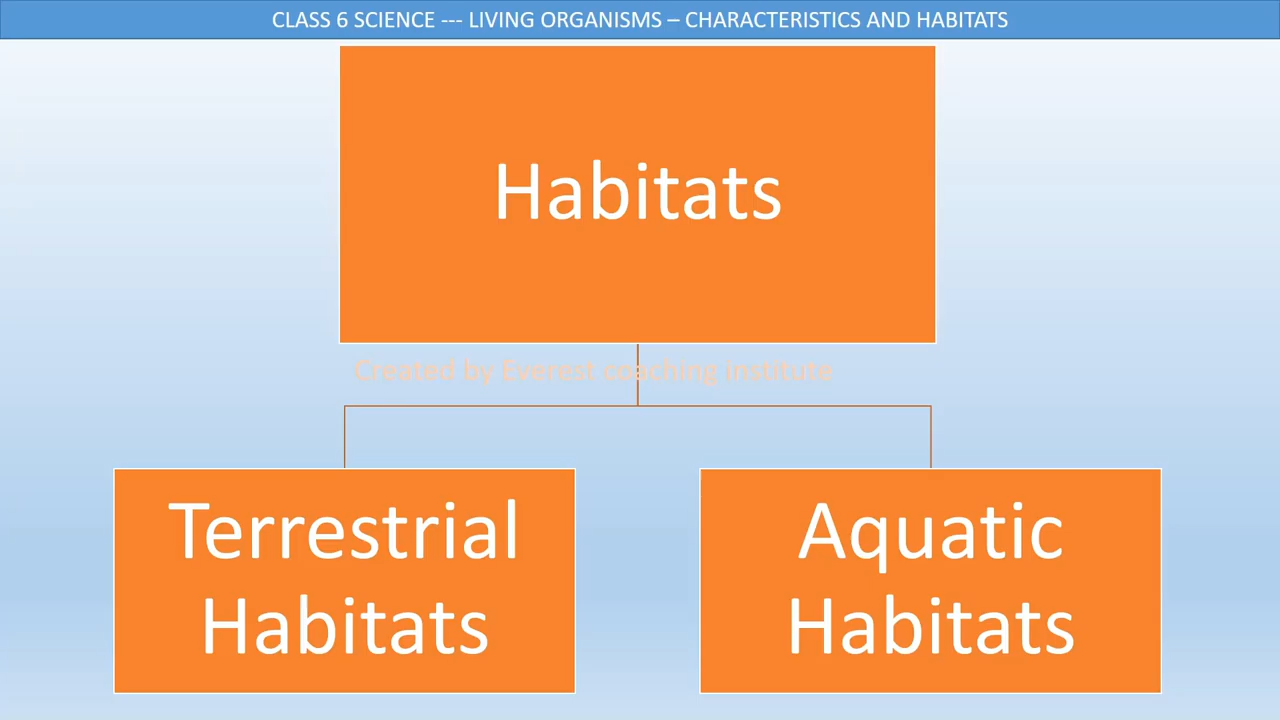 CLASS 6 SCIENCE --- LIVING ORGANISMS – CHARACTERISTICS AND HABITATS
Habitats
Created by Everest coaching institute
Terrestrial
Habitats
Aquatic
Habitats